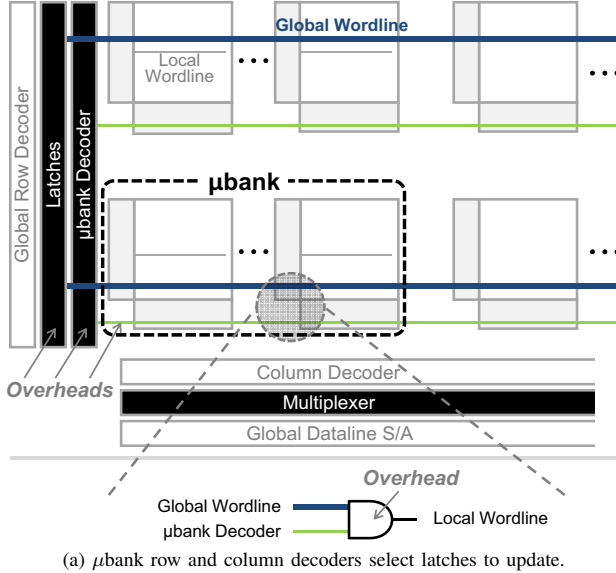 Global Wordline
Local
Wordline
...
...
Global Row Decoder
Latches
μbank Decoder
μbank
...
...
Overheads
Column Decoder
Multiplexer
Global Dataline S/A
Overhead
Global Wordline
μbank Decoder
Local Wordline
(a) μbank row and column decoders select latches to update.